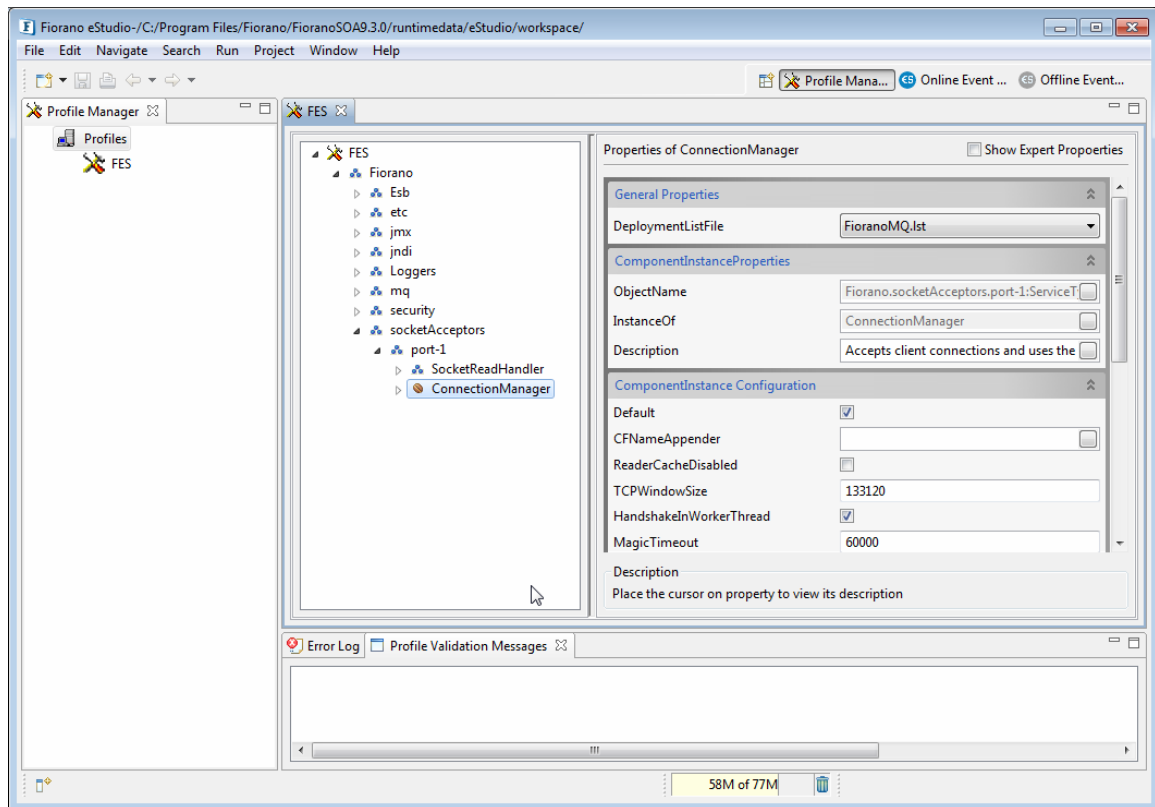 Fiorano eStudio-/C:/Program Files/Fiorano/FioranoSOA9.3.0/runtimedata/eStudio/workspace/
File Edit Navigate Search Run Project Window Help
Profile Mana... Online Event ... Offline Event...
Profile Manager
Profiles
FES
FES
FES
Fiorano
Esb
etc
jmx
jndi
Loggers
mq
security
socketAcceptors
port-1
SocketReadHandler
ConnectionManager
Properties of ConnectionManager
Show Expert Propoerties
General Properties
DeploymentListFile FioranoMQ.lst
ComponentInstanceProperties
ObjectName Fiorano.socketAcceptors.port-1:ServiceT
InstanceOf ConnectionManager
Description Accepts client connections and uses the
ComponentInstance Configuration
Default
CFNameAppender
ReaderCacheDisabled
TCPWindowSize 133120
HandshakeInWorkerThread
MagicTimeout 60000
Description
Place the cursor on property to view its description
Error Log Profile Validation Messages
58M of 77M